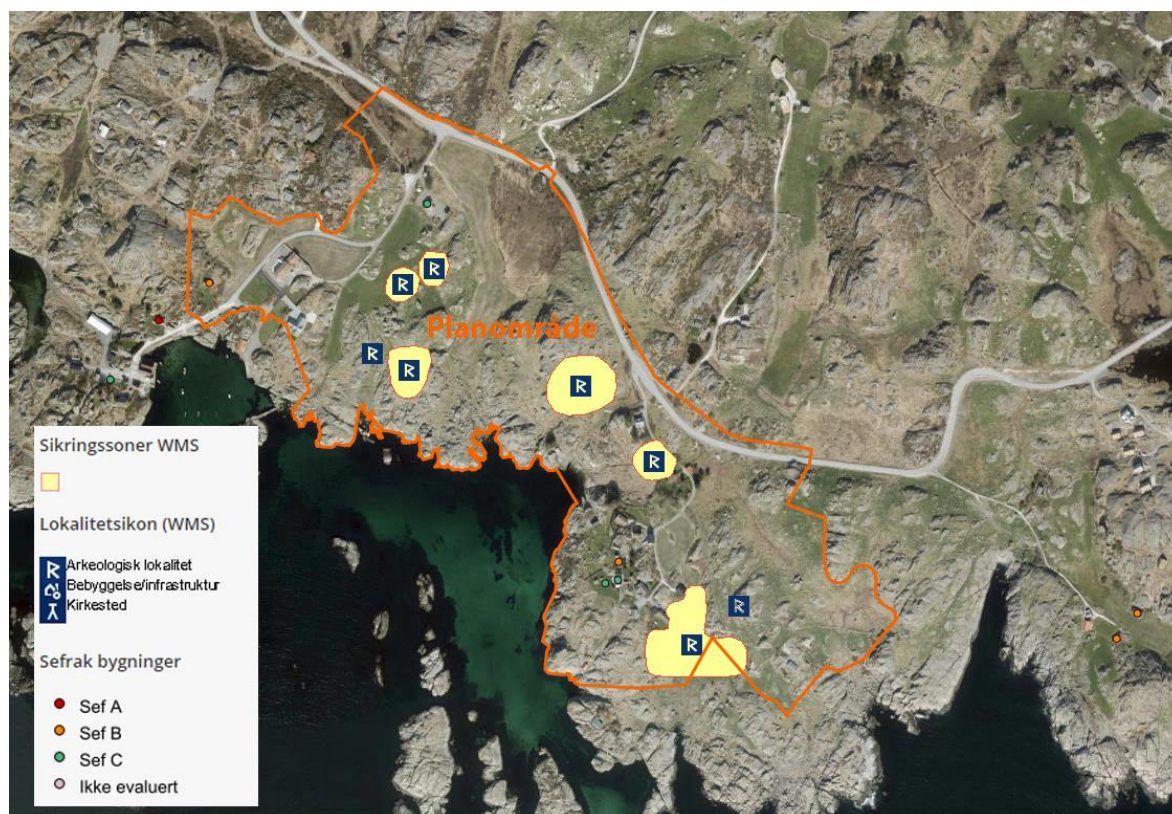 Planområde
Sikringssoner WMS
Lokalitetsikon (WMS)
Arkeologisk lokalitet
Bebyggelse/infrastruktur
Kirkested
Sefrak bygninger
Sef A
Sef B
Sef C
Ikke evaluert